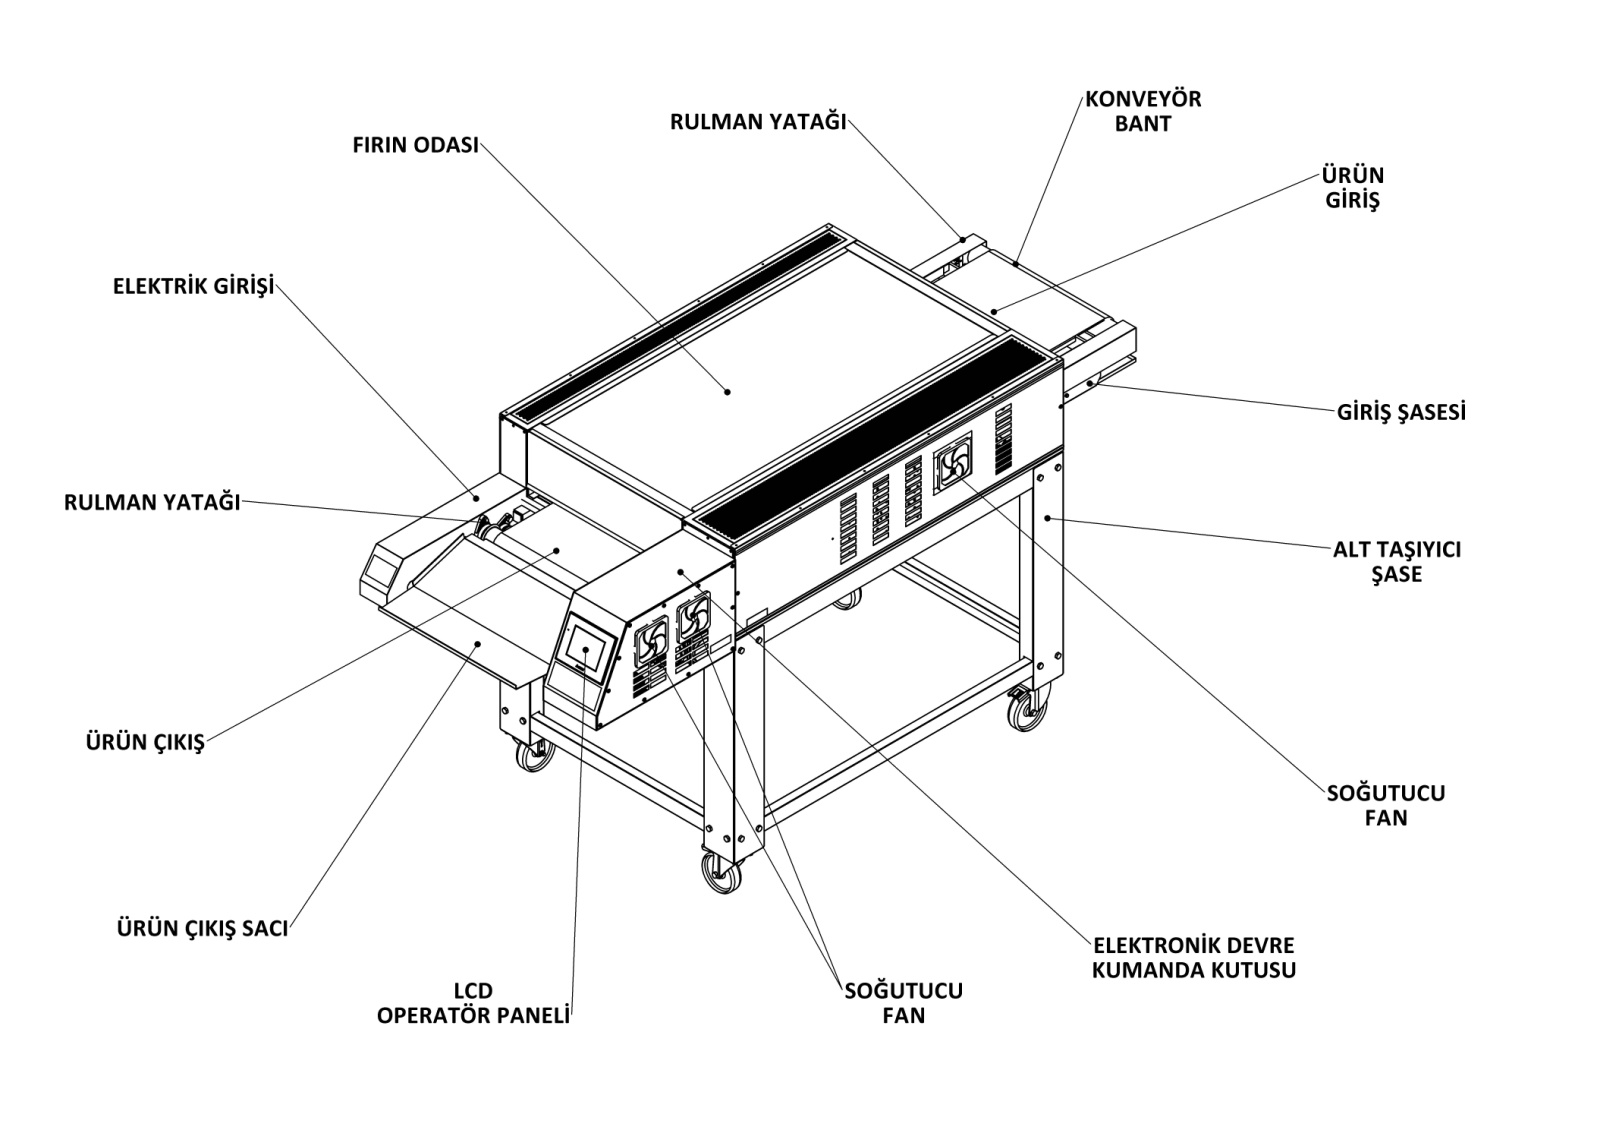 KONVEYÖR
BANT
RULMAN YATAĞI
FIRIN ODASI
ÜRÜN
GİRİŞ
ELEKTRİK GİRİŞİ
GİRİŞ ŞASESİ
RULMAN YATAĞI
ALT TAŞIYICI
ŞASE
ÜRÜN ÇIKIŞ
SOĞUTUCU
FAN
ÜRÜN ÇIKIŞ SACI
ELEKTRONİK DEVRE
KUMANDA KUTUSU
LCD
OPERATÖR PANELİ
SOĞUTUCU
FAN